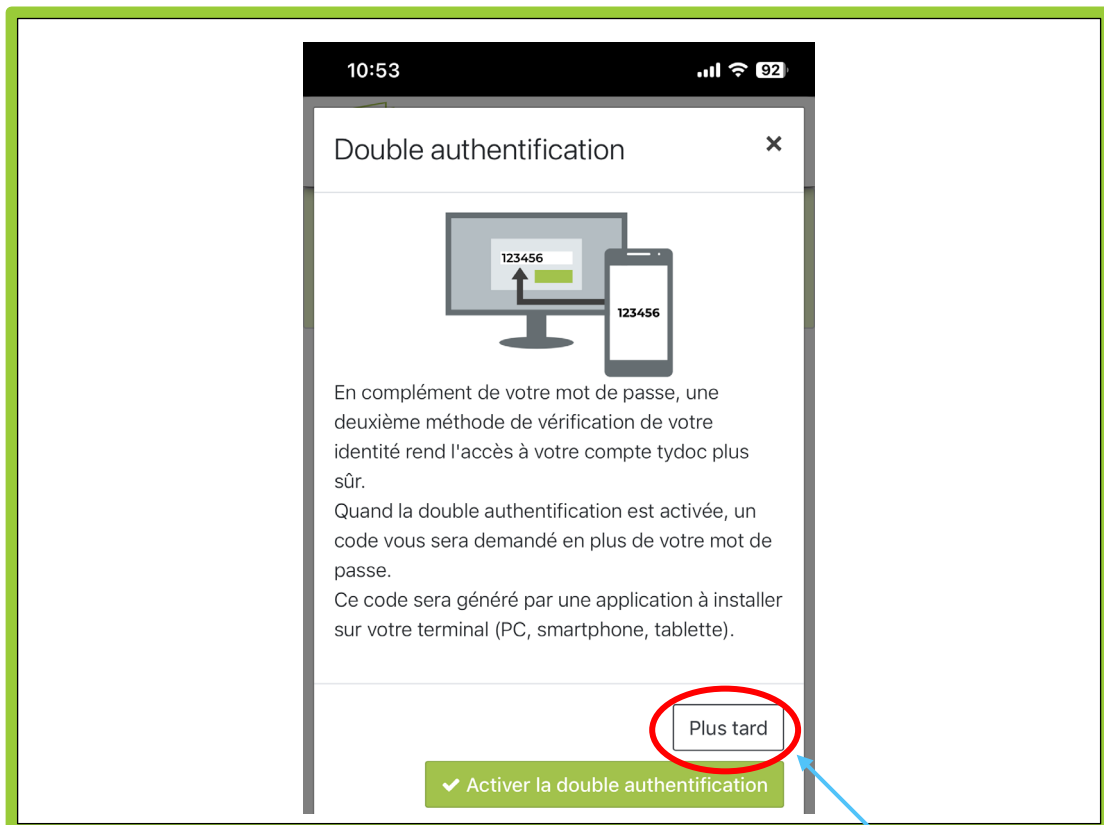 10:53
92
Double authentification
×
123456
123456
En complément de votre mot de passe, une
deuxième méthode de vérification de votre
identité rend l'accès à votre compte tydoc plus
sûr.
Quand la double authentification est activée, un
code vous sera demandé en plus de votre mot de
passe.
Ce code sera généré par une application à installer
sur votre terminal (PC, smartphone, tablette).
Plus tard
✔ Activer la double authentification